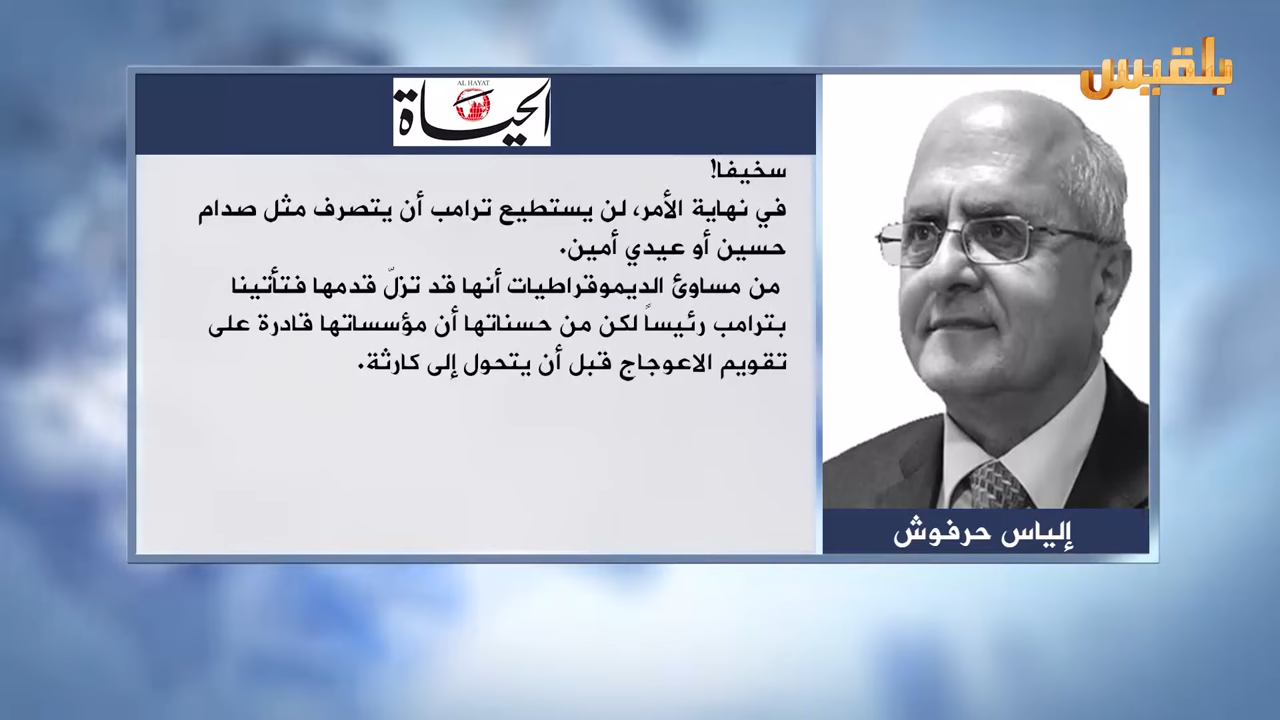 بلقيس
AL HAYAT
الحياة
سخيفا!
في نهاية الأمر، لن يستطيع ترامب أن يتصرف مثل صدام
حسين أو عيدي أمين.
من مساوئ الديموقراطيات أنها قد تزلّ قدمها فتأتينا
بترامب رئيساً لكن من حسناتها أن مؤسساتها قادرة على
تقويم الاعوجاج قبل أن يتحول إلى كارثة.
إلياس حرفوش